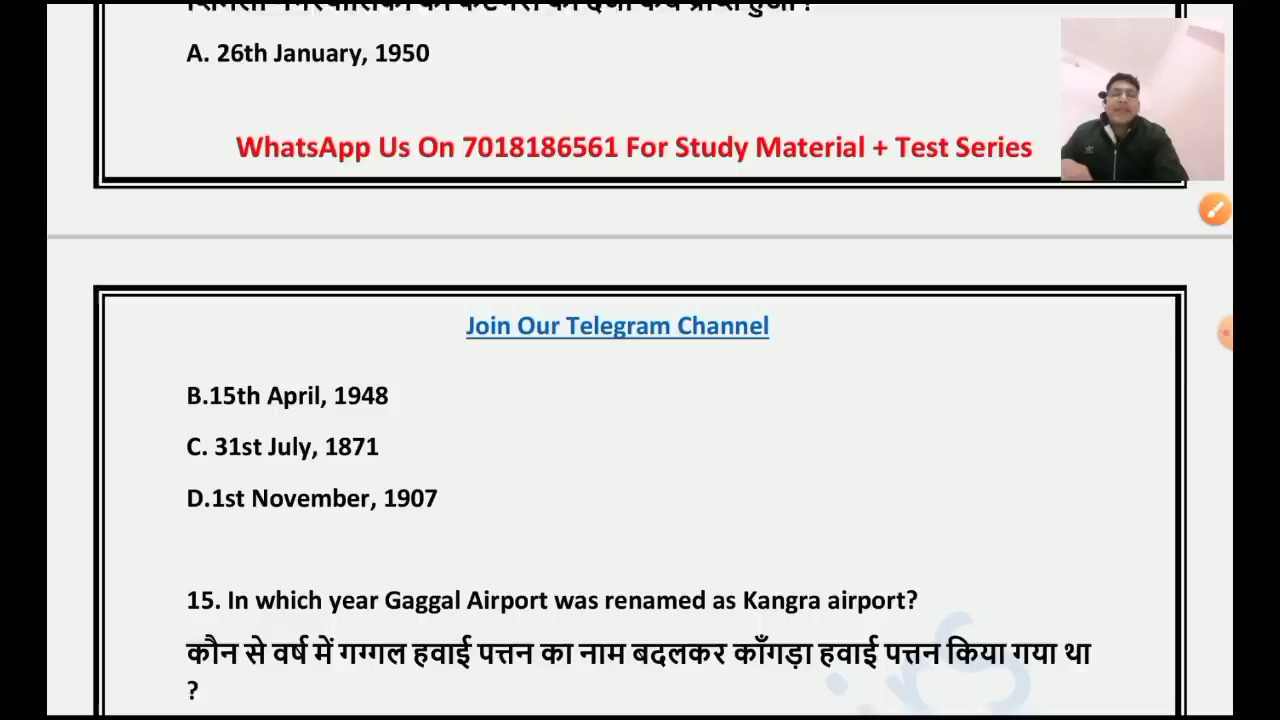 A. 26th January, 1950
WhatsApp Us On 7018186561 For Study Material + Test Series
Join Our Telegram Channel
B.15th April, 1948
C. 31st July, 1871
D.1st November, 1907
15. In which year Gaggal Airport was renamed as Kangra airport?
कौन से वर्ष में गग्गल हवाई पत्तन का नाम बदलकर काँगड़ा हवाई पत्तन किया गया था
?